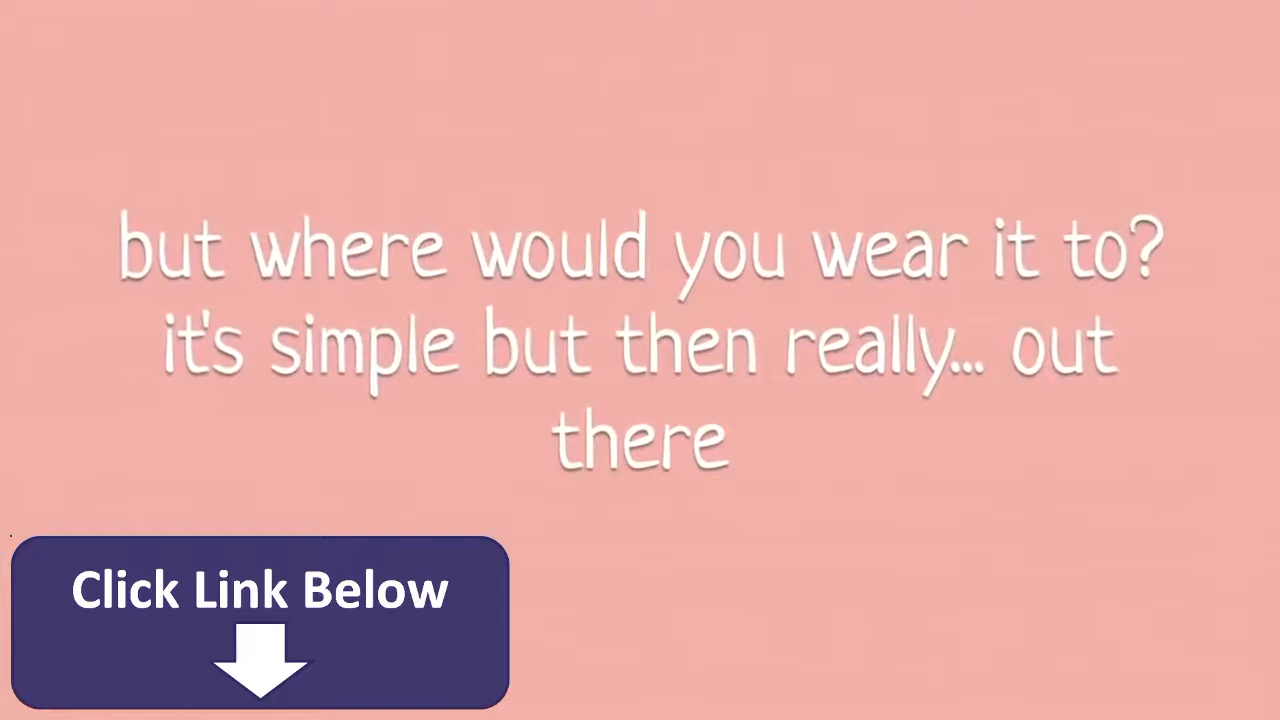 but where would you wear it to?
it's simple but then really... out
there
Click Link Below